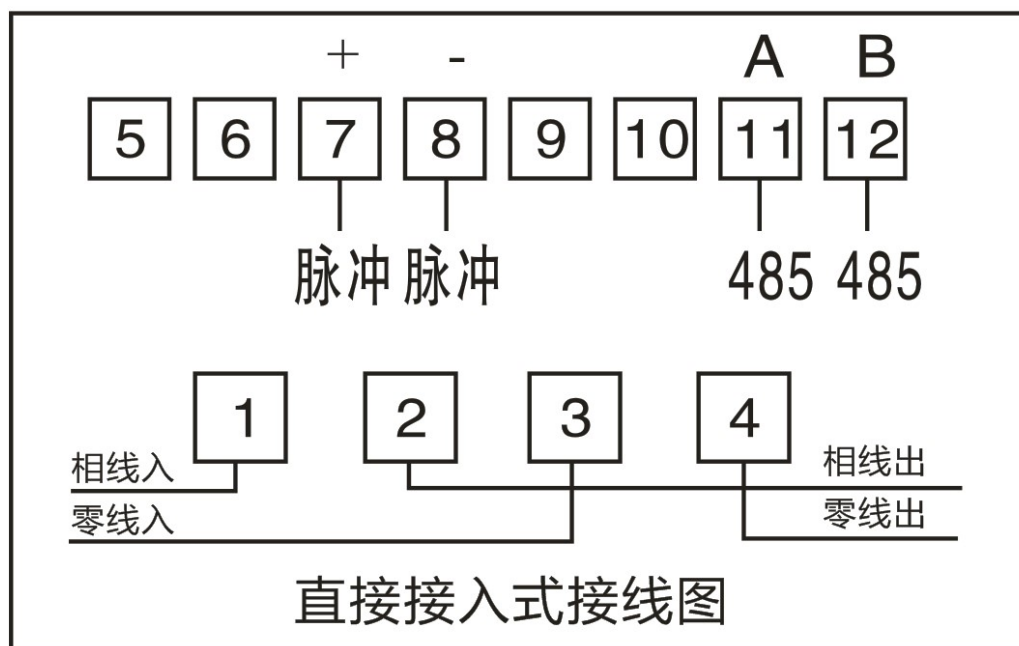 + - A B
5 6 7 8 9 10 11 12
脉冲 脉冲 485 485
1 2 3 4
相线入 相线出
零线入 零线出
直接接入式接线图